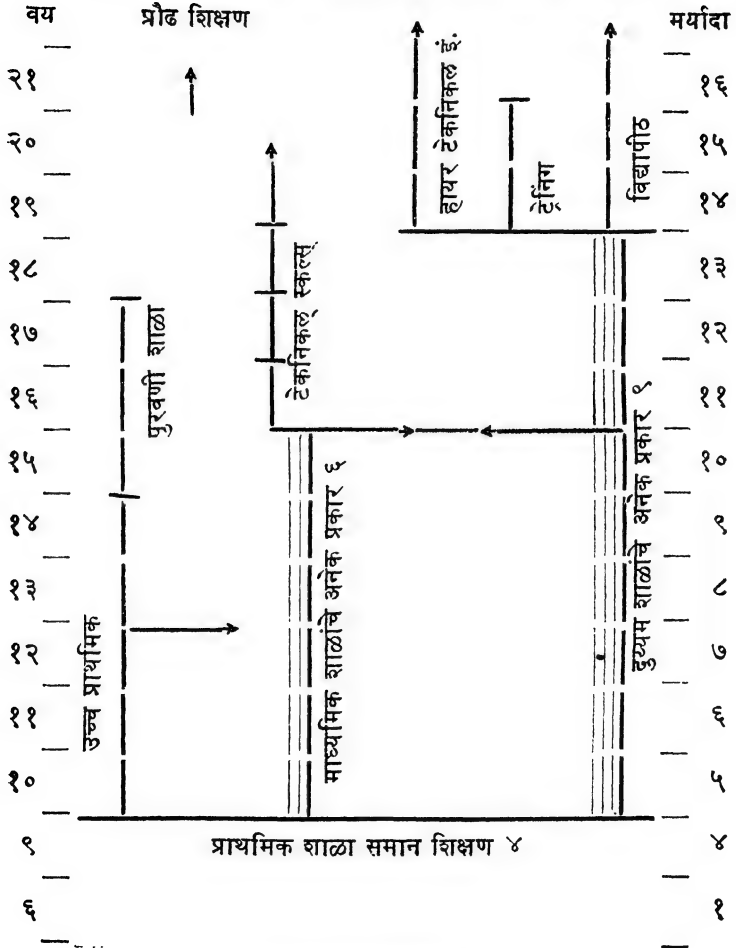 वय प्रौढ शिक्षण मर्यादा
हायर टेकनिकल इं.
ट्रेनिंग
विद्यापीठ
टेकनिकल् स्कल्स्
पुरवणी शाळा
उच्च प्राथमिक
माध्यमिक शाळांचे अनेक प्रकार ६
दुय्यम शाळांचे अनेक प्रकार ९
२१ १६
२० १५
१९ १४
१८ १३
१७ १२
१६ ११
१५ १०
१४ ९
१३ ८
१२ ७
११ ६
१० ५
९ प्राथमिक शाळा समान शिक्षण ४ ४
६ १